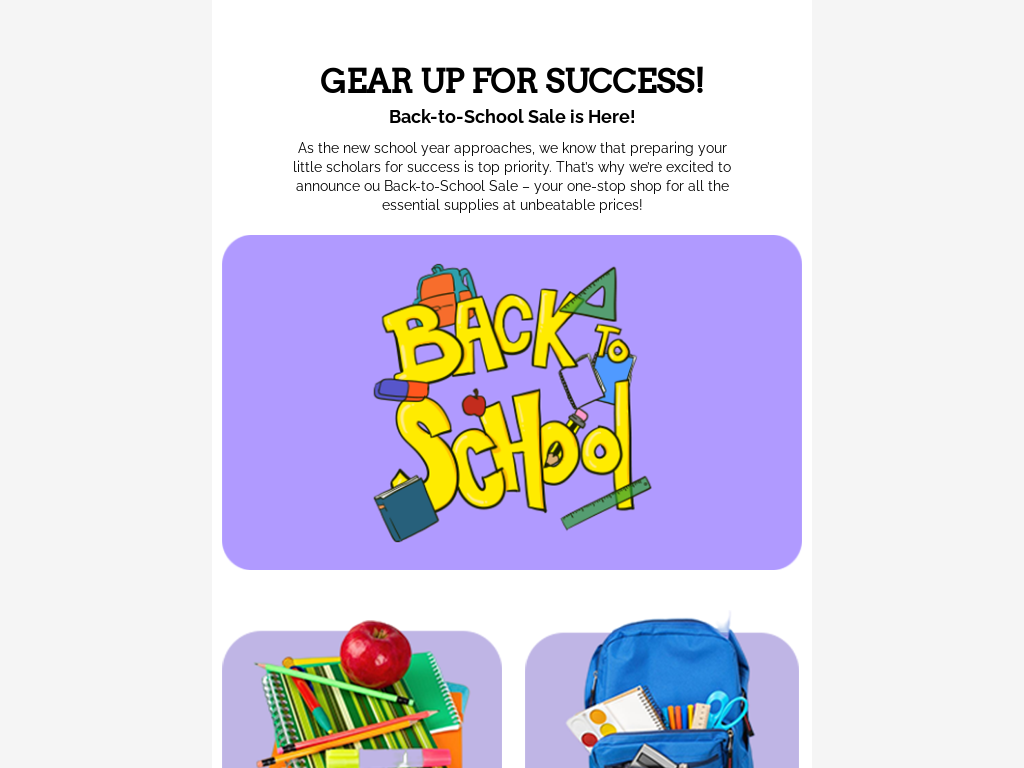 GEAR UP FOR SUCCESS!
Back-to-School Sale is Here!
As the new school year approaches, we know that preparing your
little scholars for success is top priority. That's why we're excited to
announce ou Back-to-School Sale – your one-stop shop for all the
essential supplies at unbeatable prices!
BACK
TO
SCHool